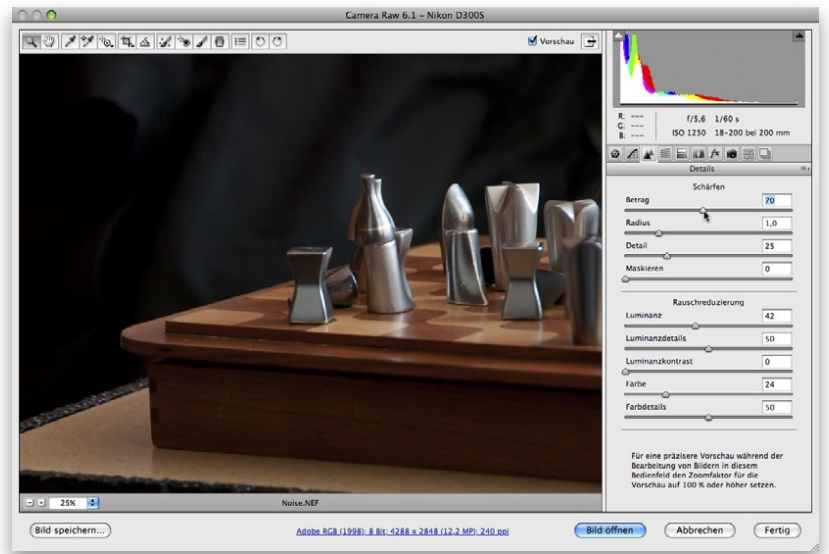 Camera Raw 6.1 – Nikon D300S
Vorschau
R: ---
G: ---
B: ---
f/5,6 1/60 s
ISO 1250 18-200 bei 200 mm
Details
Schärfen
Betrag 70
Radius 1,0
Detail 25
Maskieren 0
Rauschreduzierung
Luminanz 42
Luminanzdetails 50
Luminanzkontrast 0
Farbe 24
Farbdetails 50
Für eine präzisere Vorschau während der
Bearbeitung von Bildern in diesem
Bedienfeld den Zoomfaktor für die
Vorschau auf 100 % oder höher setzen.
25%
Noise.NEF
Bild speichern...
Adobe RGB (1998); 8 Bit; 4288 x 2848 (12,2 MP); 240 ppi
Bild öffnen
Abbrechen
Fertig